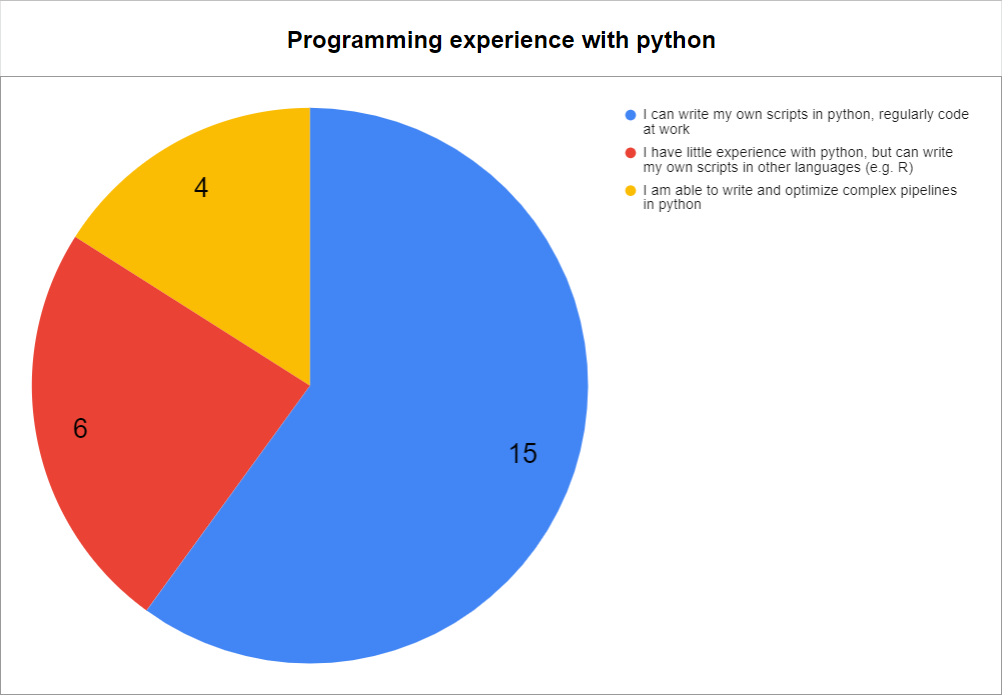 Programming experience with python
I can write my own scripts in python, regularly code
at work
I have little experience with python, but can write
my own scripts in other languages (e.g. R)
I am able to write and optimize complex pipelines
in python
4
6
15